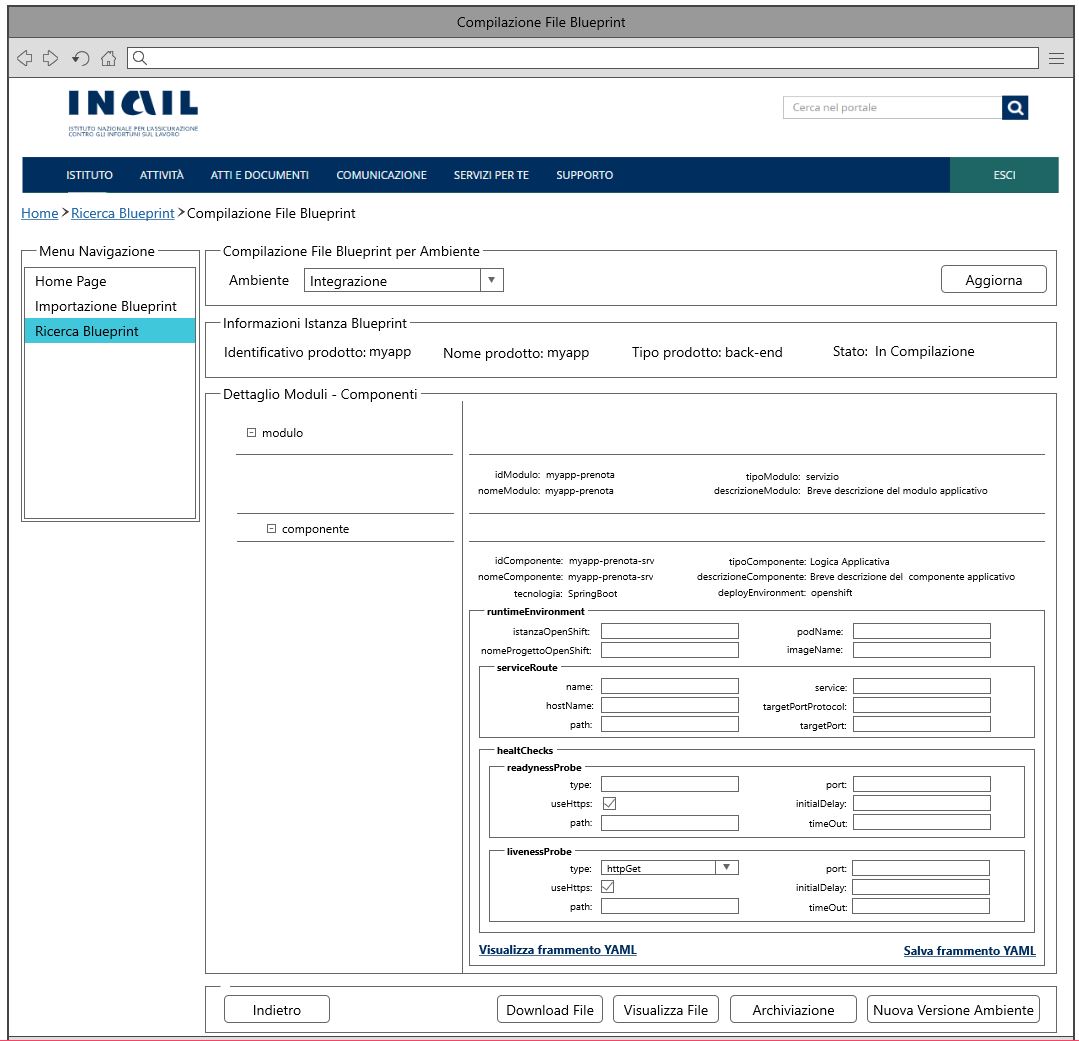 Compilazione File Blueprint
INAIL
ISTITUTO NAZIONALE PER L'ASSICURAZIONE
CONTRO GLI INFORTUNI SUL LAVORO
Cerca nel portale
ISTITUTO ATTIVITÀ ATTI E DOCUMENTI COMUNICAZIONE SERVIZI PER TE SUPPORTO ESCI
Home > Ricerca Blueprint > Compilazione File Blueprint
Menu Navigazione
Home Page
Importazione Blueprint
Ricerca Blueprint
Compilazione File Blueprint per Ambiente
Ambiente Integrazione Aggiorna
Informazioni Istanza Blueprint
Identificativo prodotto: myapp Nome prodotto: myapp Tipo prodotto: back-end Stato: In Compilazione
Dettaglio Moduli - Componenti
modulo
idModulo: myapp-prenota tipoModulo: servizio
nomeModulo: myapp-prenota descrizioneModulo: Breve descrizione del modulo applicativo
componente
idComponente: myapp-prenota-srv tipoComponente: Logica Applicativa
nomeComponente: myapp-prenota-srv descrizioneComponente: Breve descrizione del componente applicativo
tecnologia: SpringBoot deployEnvironment: openshift
runtimeEnvironment
istanzaOpenShift: podName:
nomeProgettoOpenShift: imageName:
serviceRoute
name: service:
hostName: targetPortProtocol:
path: targetPort:
healtChecks
readynessProbe
type: port:
useHttps: initialDelay:
path: timeOut:
livenessProbe
type: httpGet port:
useHttps: initialDelay:
path: timeOut:
Visualizza frammento YAML Salva frammento YAML
Indietro Download File Visualizza File Archiviazione Nuova Versione Ambiente